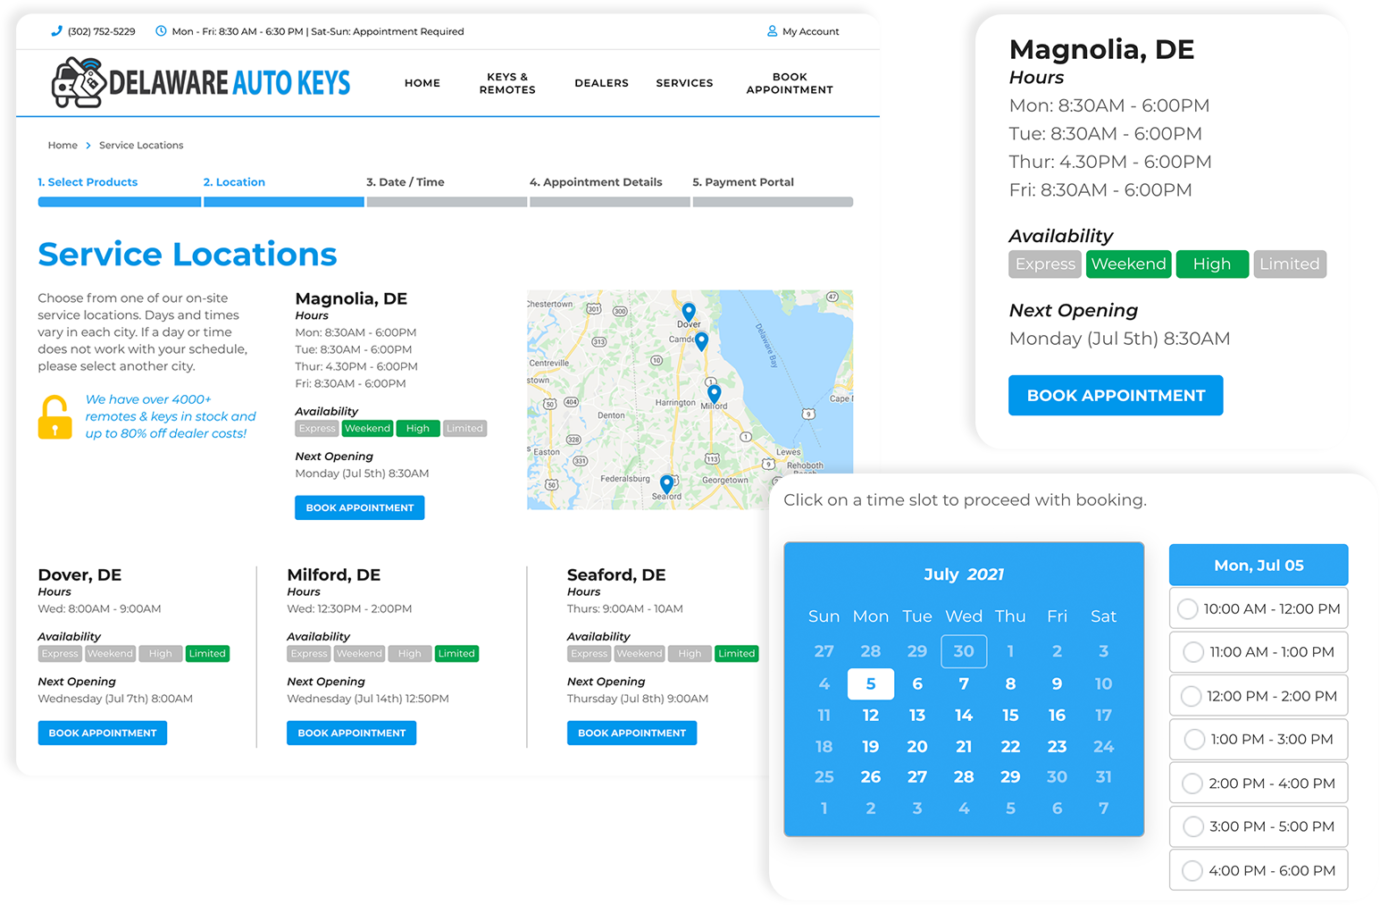 (302) 752-5229
Mon - Fri: 8:30 AM - 6:30 PM | Sat-Sun: Appointment Required
My Account
DELAWARE AUTO KEYS
HOME
KEYS &
REMOTES
DEALERS
SERVICES
BOOK
APPOINTMENT
Home > Service Locations
1. Select Products
2. Location
3. Date / Time
4. Appointment Details
5. Payment Portal
Service Locations
Choose from one of our on-site
service locations. Days and times
vary in each city. If a day or time
does not work with your schedule,
please select another city.
We have over 4000+
remotes & keys in stock and
up to 80% off dealer costs!
Magnolia, DE
Hours
Mon: 8:30AM - 6:00PM
Tue: 8:30AM - 6:00PM
Thur: 4.30PM - 6:00PM
Fri: 8:30AM - 6:00PM
Availability
Express Weekend High Limited
Next Opening
Monday (Jul 5th) 8:30AM
BOOK APPOINTMENT
Chestertown
301
300
47
Dover
313
Camde
Delaware Bay
Centreville
10
stown
1
50
404
Harrington
Milford
Cape
Denton
9
328
1
Easton
331
113
Lewes
9
Rehoboth
50
Federalsburg
Georgetown
Seaford
Dover, DE
Hours
Wed: 8:00AM - 9:00AM
Availability
Express Weekend High Limited
Next Opening
Wednesday (Jul 7th) 8:00AM
BOOK APPOINTMENT
Milford, DE
Hours
Wed: 12:30PM - 2:00PM
Availability
Express Weekend High Limited
Next Opening
Wednesday (Jul 14th) 12:50PM
BOOK APPOINTMENT
Seaford, DE
Hours
Thurs: 9:00AM - 10AM
Availability
Express Weekend High Limited
Next Opening
Thursday (Jul 8th) 9:00AM
BOOK APPOINTMENT
Magnolia, DE
Hours
Mon: 8:30AM - 6:00PM
Tue: 8:30AM - 6:00PM
Thur: 4.30PM - 6:00PM
Fri: 8:30AM - 6:00PM
Availability
Express Weekend High Limited
Next Opening
Monday (Jul 5th) 8:30AM
BOOK APPOINTMENT
Click on a time slot to proceed with booking.
July 2021
Sun Mon Tue Wed Thu Fri Sat
27 28 29 30 1 2 3
4 5 6 7 8 9 10
11 12 13 14 15 16 17
18 19 20 21 22 23 24
25 26 27 28 29 30 31
1 2 3 4 5 6 7
Mon, Jul 05
10:00 AM - 12:00 PM
11:00 AM - 1:00 PM
12:00 PM - 2:00 PM
1:00 PM - 3:00 PM
2:00 PM - 4:00 PM
3:00 PM - 5:00 PM
4:00 PM - 6:00 PM